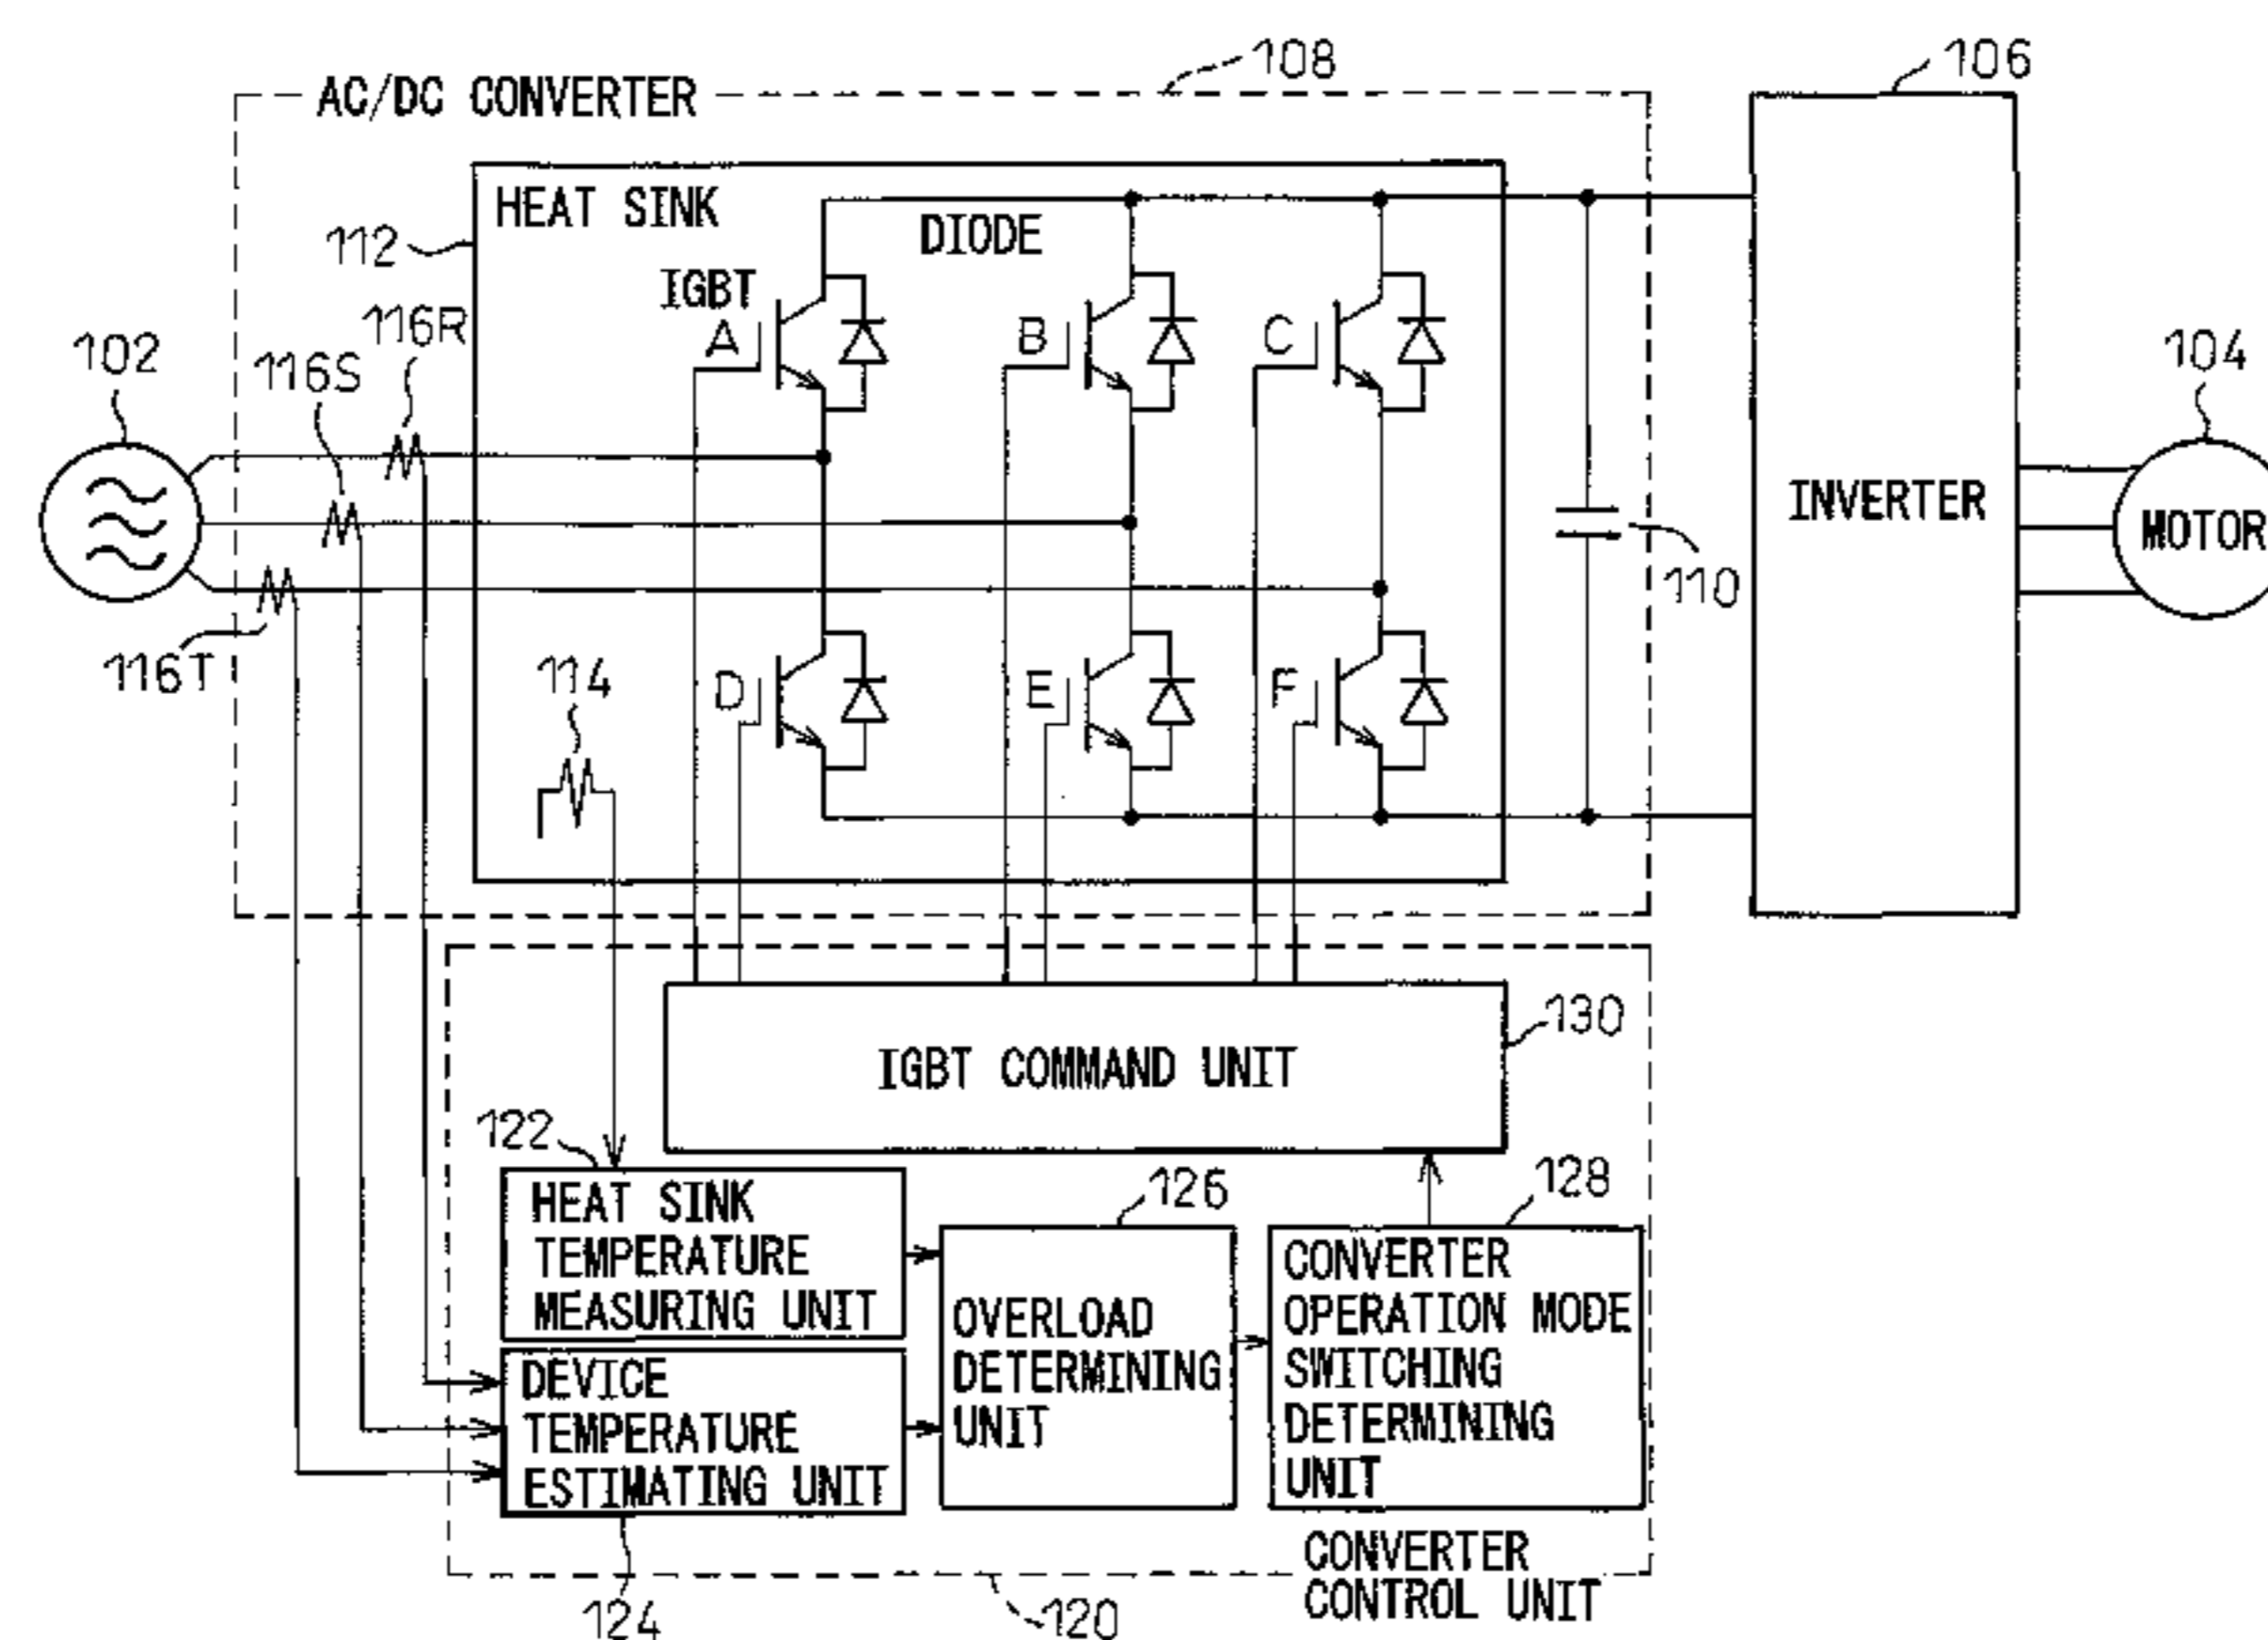 108
106
AC/DC CONVERTER
HEAT SINK
DIODE
112
IGBT
116R
A
B
C
102
116S
104
INVERTER
MOTOR
110
116T
114
D
E
F
130
IGBT COMMAND UNIT
122
126
128
HEAT SINK
TEMPERATURE
MEASURING UNIT
CONVERTER
OPERATION MODE
SWITCHING
DETERMINING
UNIT
OVERLOAD
DETERMINING
UNIT
DEVICE
TEMPERATURE
ESTIMATING UNIT
CONVERTER
CONTROL UNIT
124
120